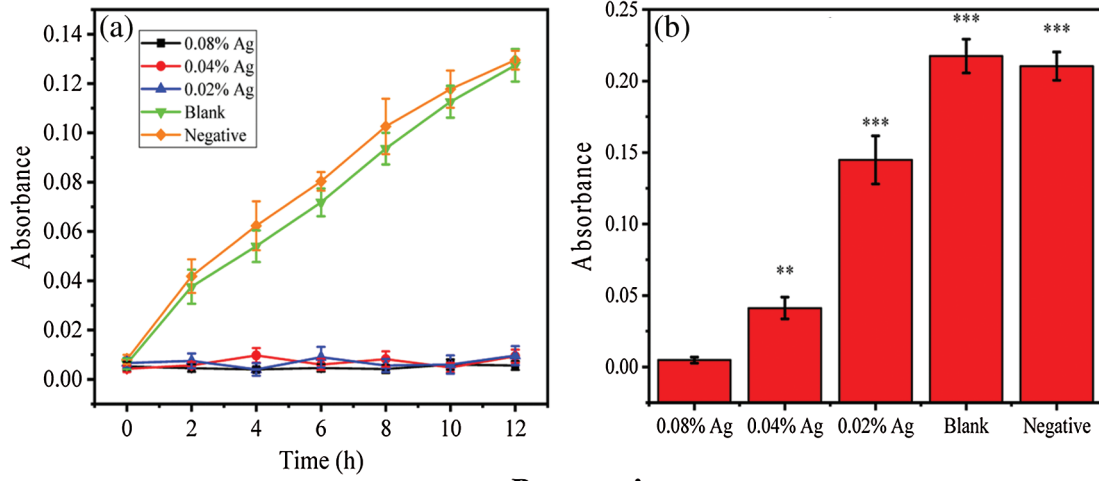 (a)
0.08% Ag
0.04% Ag
0.02% Ag
Blank
Negative
0.14
0.12
0.10
0.08
0.06
0.04
0.02
0.00
Absorbance
0 2 4 6 8 10 12
Time (h)
(b)
0.25
0.20
0.15
0.10
0.05
0.00
Absorbance
**
***
***
***
0.08% Ag 0.04% Ag 0.02% Ag Blank Negative